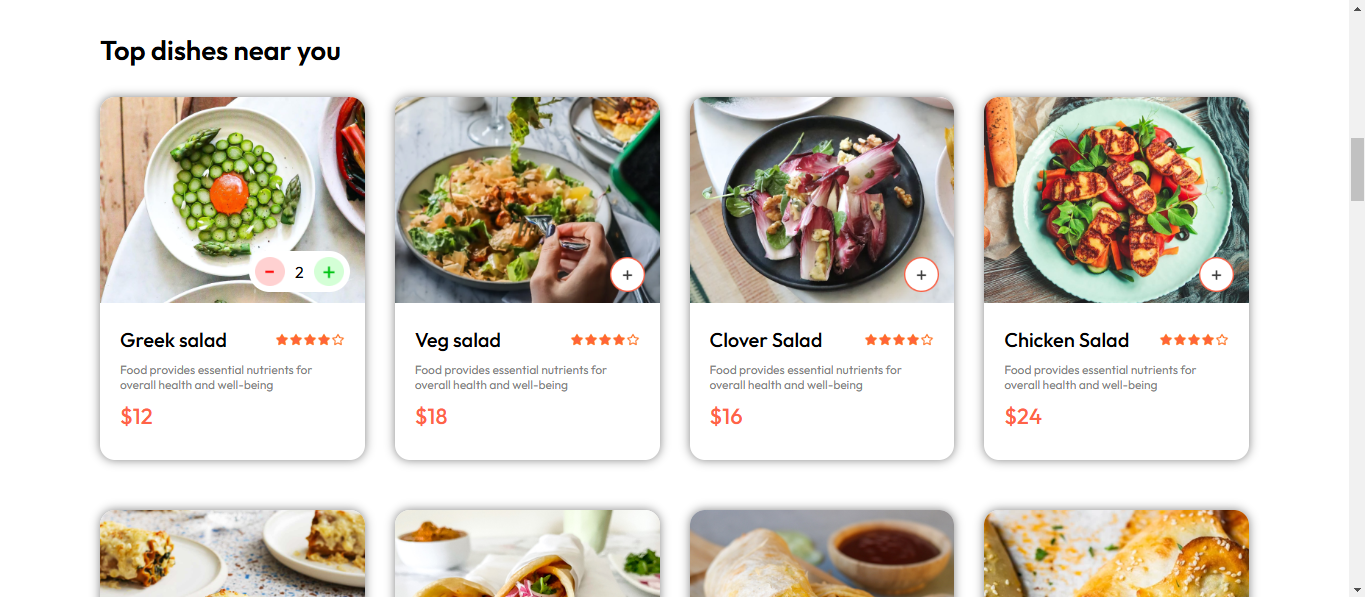 Top dishes near you
2
Greek salad
Food provides essential nutrients for
overall health and well-being
$12
Veg salad
Food provides essential nutrients for
overall health and well-being
$18
Clover Salad
Food provides essential nutrients for
overall health and well-being
$16
Chicken Salad
Food provides essential nutrients for
overall health and well-being
$24